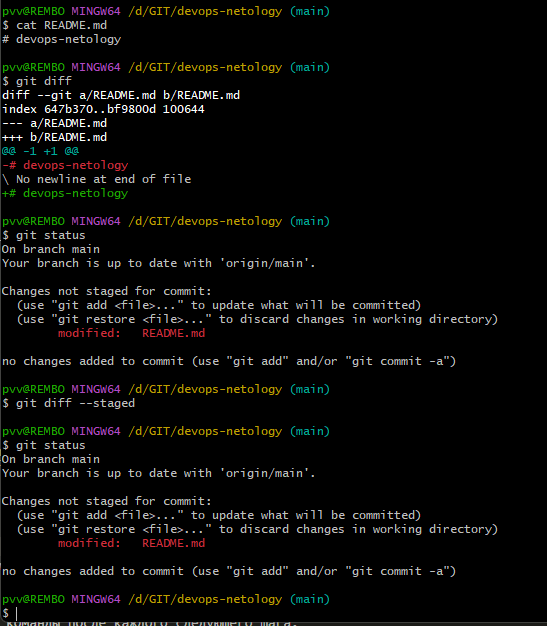 pvv@REMBO MINGW64 /d/GIT/devops-netology (main)
$ cat README.md
# devops-netology
pvv@REMBO MINGW64 /d/GIT/devops-netology (main)
$ git diff
diff --git a/README.md b/README.md
index 647b370..bf9800d 100644
--- a/README.md
+++ b/README.md
@@ -1 +1 @@
-# devops-netology
\ No newline at end of file
+# devops-netology
pvv@REMBO MINGW64 /d/GIT/devops-netology (main)
$ git status
On branch main
Your branch is up to date with 'origin/main'.
Changes not staged for commit:
  (use "git add <file>..." to update what will be committed)
  (use "git restore <file>..." to discard changes in working directory)
        modified:   README.md
no changes added to commit (use "git add" and/or "git commit -a")
pvv@REMBO MINGW64 /d/GIT/devops-netology (main)
$ git diff --staged
pvv@REMBO MINGW64 /d/GIT/devops-netology (main)
$ git status
On branch main
Your branch is up to date with 'origin/main'.
Changes not staged for commit:
  (use "git add <file>..." to update what will be committed)
  (use "git restore <file>..." to discard changes in working directory)
        modified:   README.md
no changes added to commit (use "git add" and/or "git commit -a")
pvv@REMBO MINGW64 /d/GIT/devops-netology (main)
$
команды после каждого следующего шага.